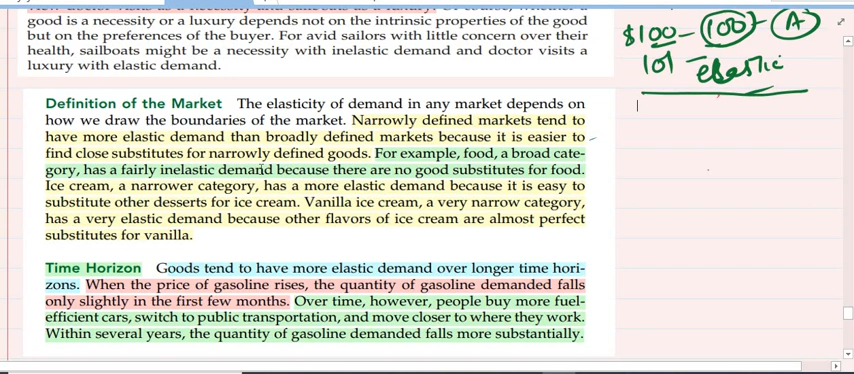 good is a necessity or a luxury depends not on the intrinsic properties of the good
but on the preferences of the buyer. For avid sailors with little concern over their
health, sailboats might be a necessity with inelastic demand and doctor visits a
luxury with elastic demand.
$100 – 100 – A
101 – elastic
Definition of the Market The elasticity of demand in any market depends on
how we draw the boundaries of the market. Narrowly defined markets tend to
have more elastic demand than broadly defined markets because it is easier to
find close substitutes for narrowly defined goods. For example, food, a broad cate-
gory, has a fairly inelastic demand because there are no good substitutes for food.
Ice cream, a narrower category, has a more elastic demand because it is easy to
substitute other desserts for ice cream. Vanilla ice cream, a very narrow category,
has a very elastic demand because other flavors of ice cream are almost perfect
substitutes for vanilla.
Time Horizon Goods tend to have more elastic demand over longer time hori-
zons. When the price of gasoline rises, the quantity of gasoline demanded falls
only slightly in the first few months. Over time, however, people buy more fuel-
efficient cars, switch to public transportation, and move closer to where they work.
Within several years, the quantity of gasoline demanded falls more substantially.